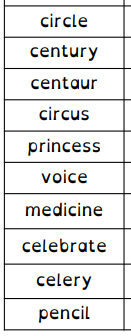 circle
century
centaur
circus
princess
voice
medicine
celebrate
celery
pencil